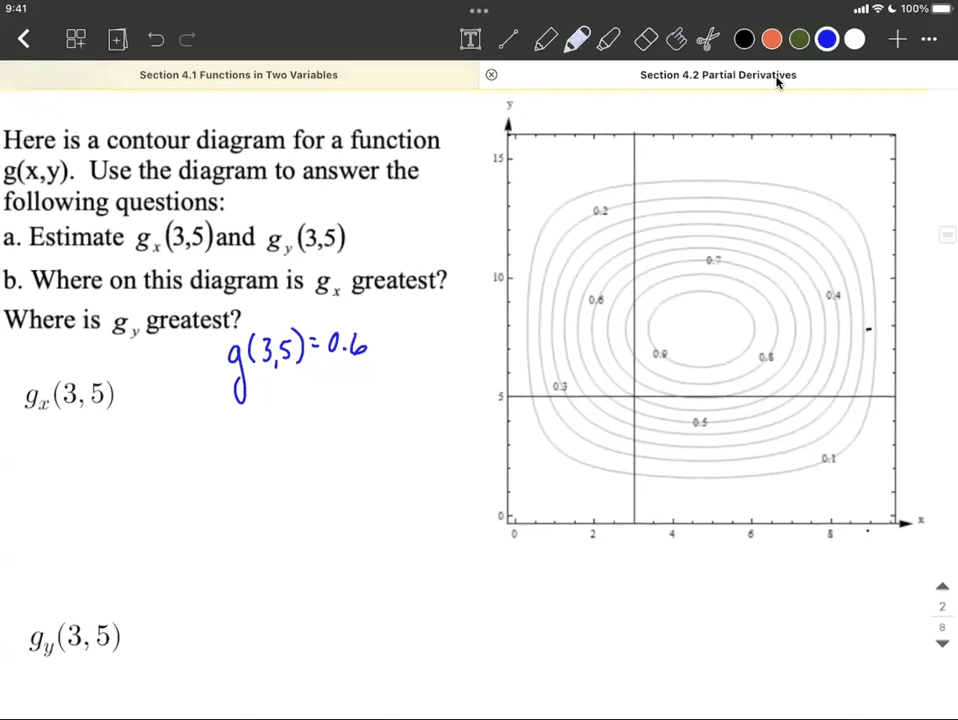 9:41
100%
Section 4.1 Functions in Two Variables
Section 4.2 Partial Derivatives
Here is a contour diagram for a function
g(x,y). Use the diagram to answer the
following questions:
a. Estimate g_x(3,5) and g_y(3,5)
b. Where on this diagram is g_x greatest?
Where is g_y greatest?
g(3,5) = 0.6
g_x(3, 5)
g_y(3, 5)
y
15
10
5
0
0 2 4 6 8
x
0.2
0.7
0.6
0.4
0.9
0.8
0.3
0.5
0.1
2
8